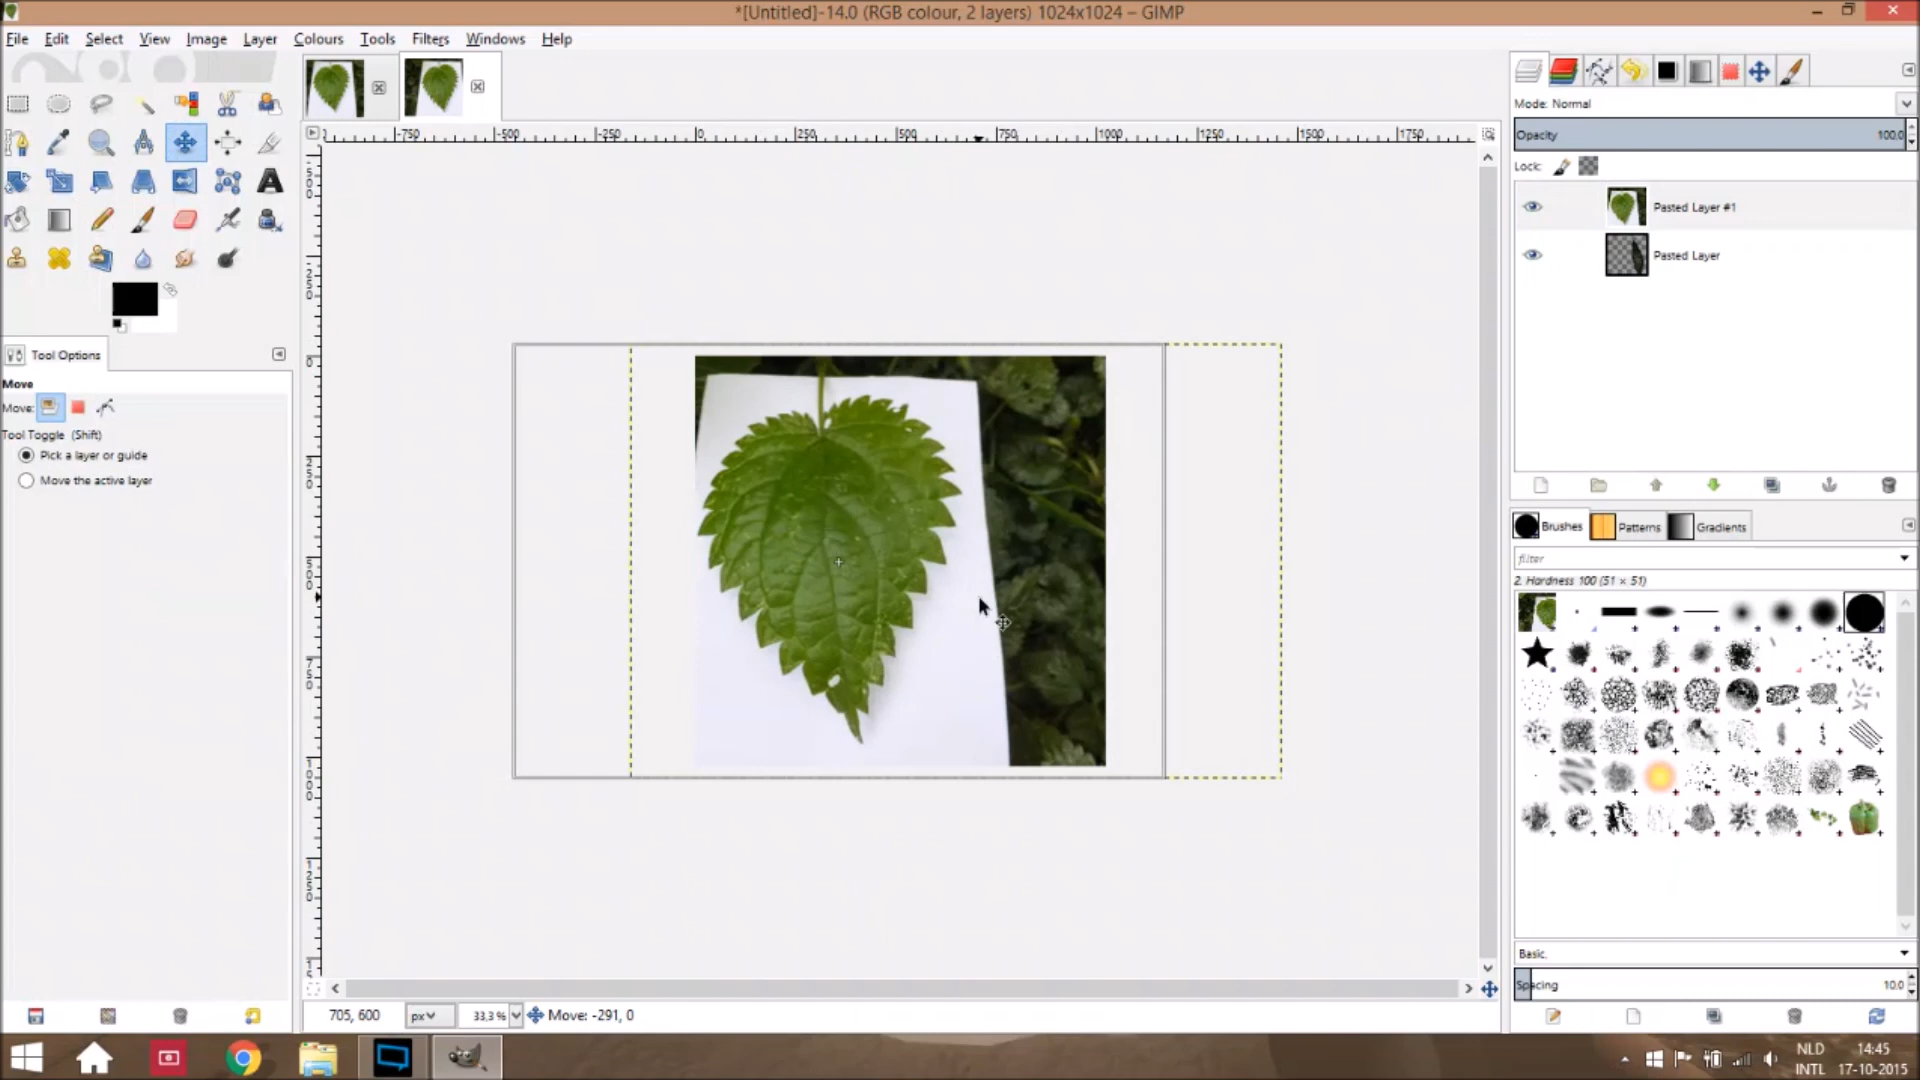 *[Untitled]-14.0 (RGB colour, 2 layers) 1024x1024 – GIMP
File Edit Select View Image Layer Colours Tools Filters Windows Help
Mode: Normal
-750 -500 -250 0 250 500 750 1000 1250 1500 1750
Opacity 100.0
Lock:
Pasted Layer #1
Pasted Layer
Tool Options
Move
Move:
Tool Toggle (Shift)
Pick a layer or guide
Move the active layer
Brushes Patterns Gradients
filter
2. Hardness 100 (51 × 51)
Basic.
Spacing 10.0
705, 600 px 33,3 % Move: -291, 0
NLD 14:45
INTL 17-10-2015